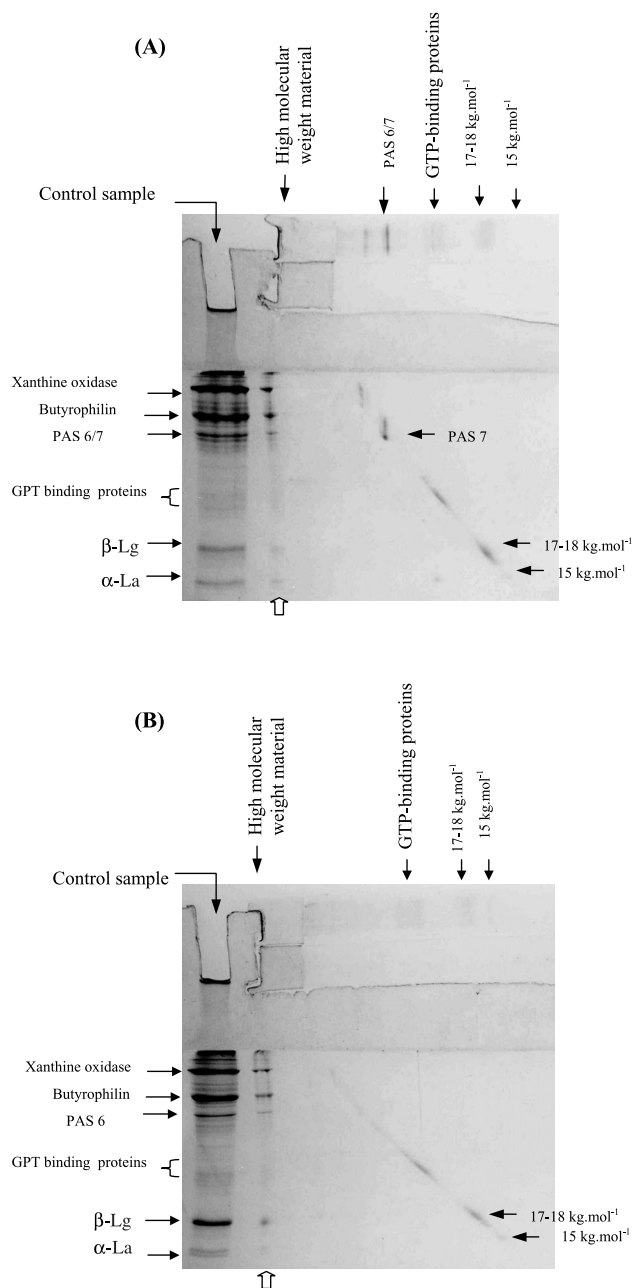 (A)
High molecular
weight material
PAS 6/7
GTP-binding proteins
17-18 kg.mol⁻¹
15 kg.mol⁻¹
Control sample
Xanthine oxidase
Butyrophilin
PAS 6/7
PAS 7
GPT binding proteins
β-Lg
17-18 kg.mol⁻¹
α-La
15 kg.mol⁻¹
(B)
High molecular
weight material
GTP-binding proteins
17-18 kg.mol⁻¹
15 kg.mol⁻¹
Control sample
Xanthine oxidase
Butyrophilin
PAS 6
GPT binding proteins
β-Lg
17-18 kg.mol⁻¹
15 kg.mol⁻¹
α-La